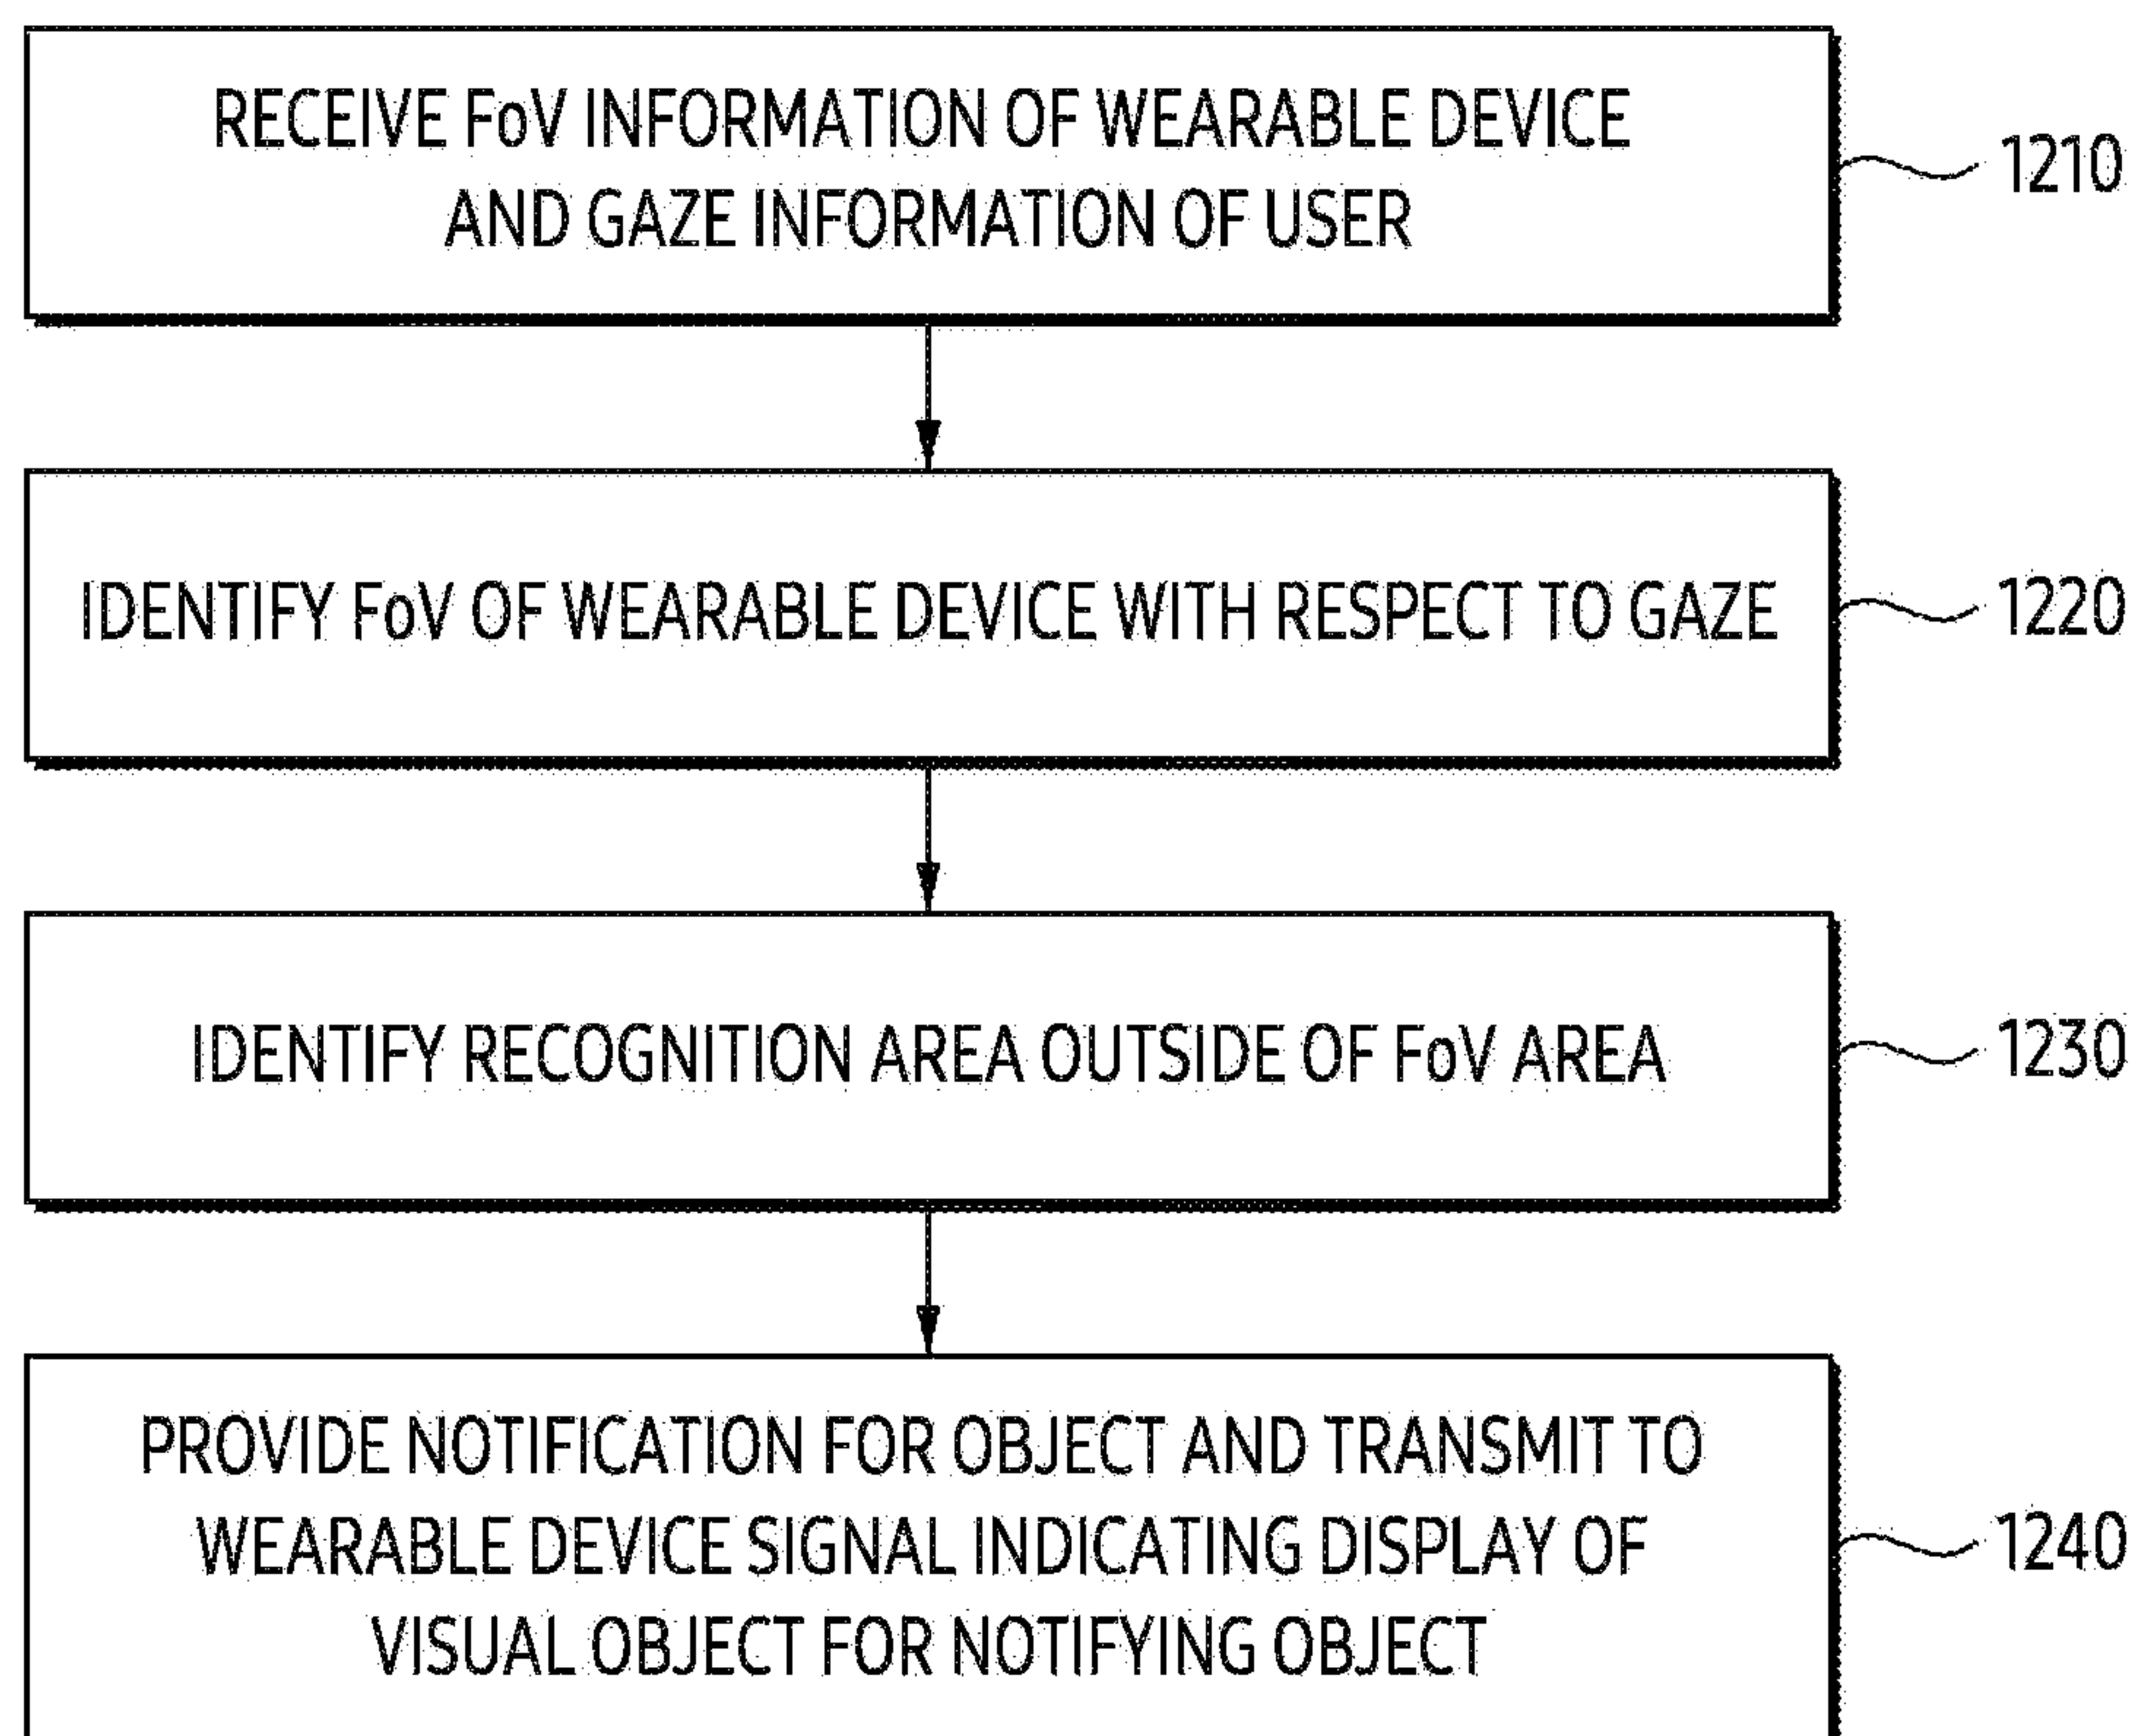 RECEIVE FoV INFORMATION OF WEARABLE DEVICE
AND GAZE INFORMATION OF USER
1210
IDENTIFY FoV OF WEARABLE DEVICE WITH RESPECT TO GAZE
1220
IDENTIFY RECOGNITION AREA OUTSIDE OF FoV AREA
1230
PROVIDE NOTIFICATION FOR OBJECT AND TRANSMIT TO
WEARABLE DEVICE SIGNAL INDICATING DISPLAY OF
VISUAL OBJECT FOR NOTIFYING OBJECT
1240